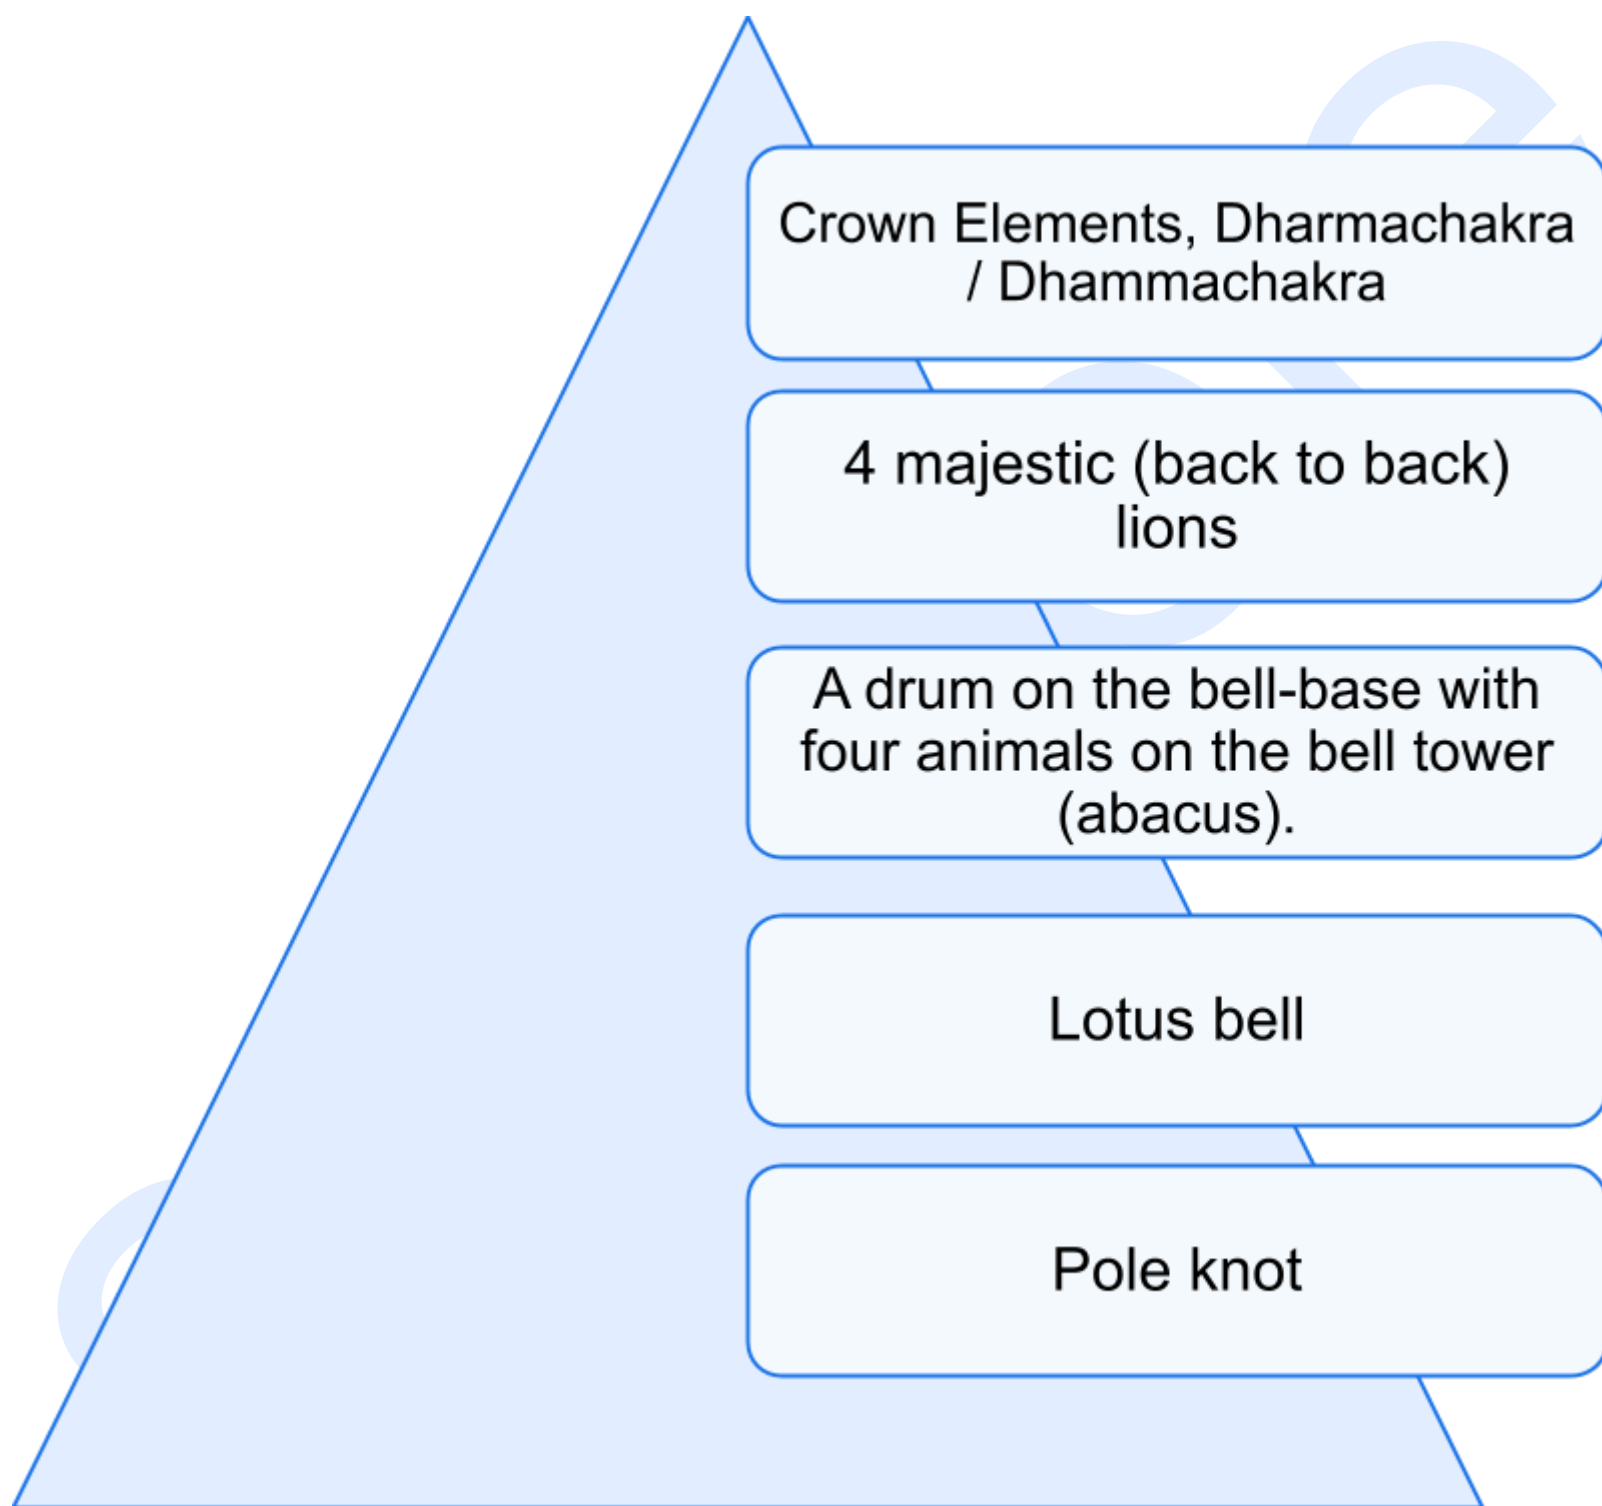 Crown Elements, Dharmachakra
/ Dhammachakra
4 majestic (back to back)
lions
A drum on the bell-base with
four animals on the bell tower
(abacus).
Lotus bell
Pole knot